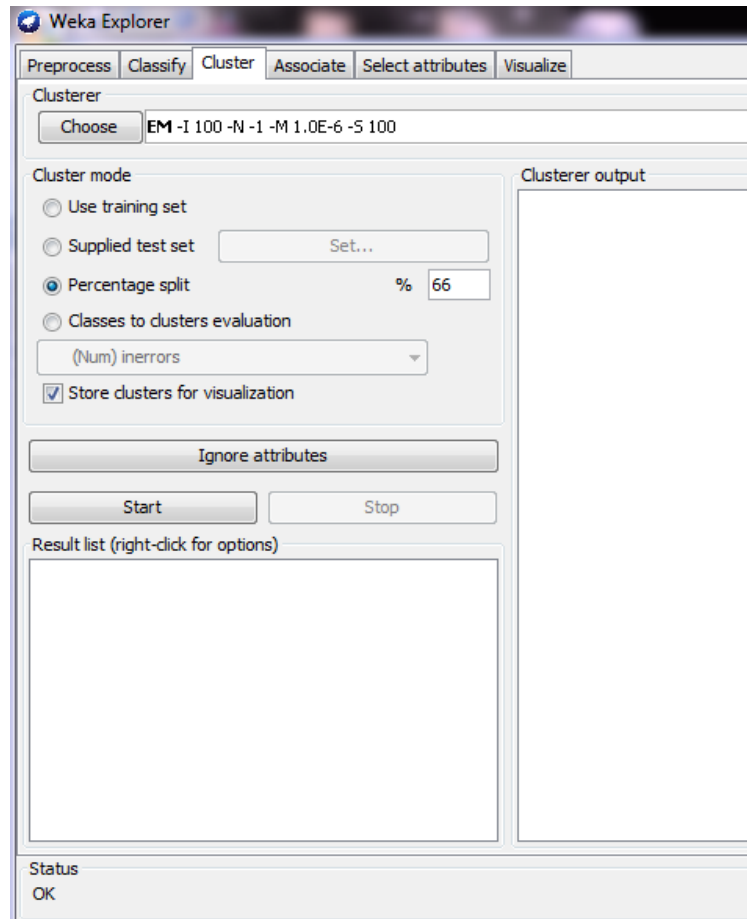 Weka Explorer
Preprocess Classify Cluster Associate Select attributes Visualize
Clusterer
Choose EM -I 100 -N -1 -M 1.0E-6 -S 100
Cluster mode
Use training set
Supplied test set Set...
Percentage split % 66
Classes to clusters evaluation
(Num) inerrors
Store clusters for visualization
Ignore attributes
Start Stop
Result list (right-click for options)
Clusterer output
Status
OK